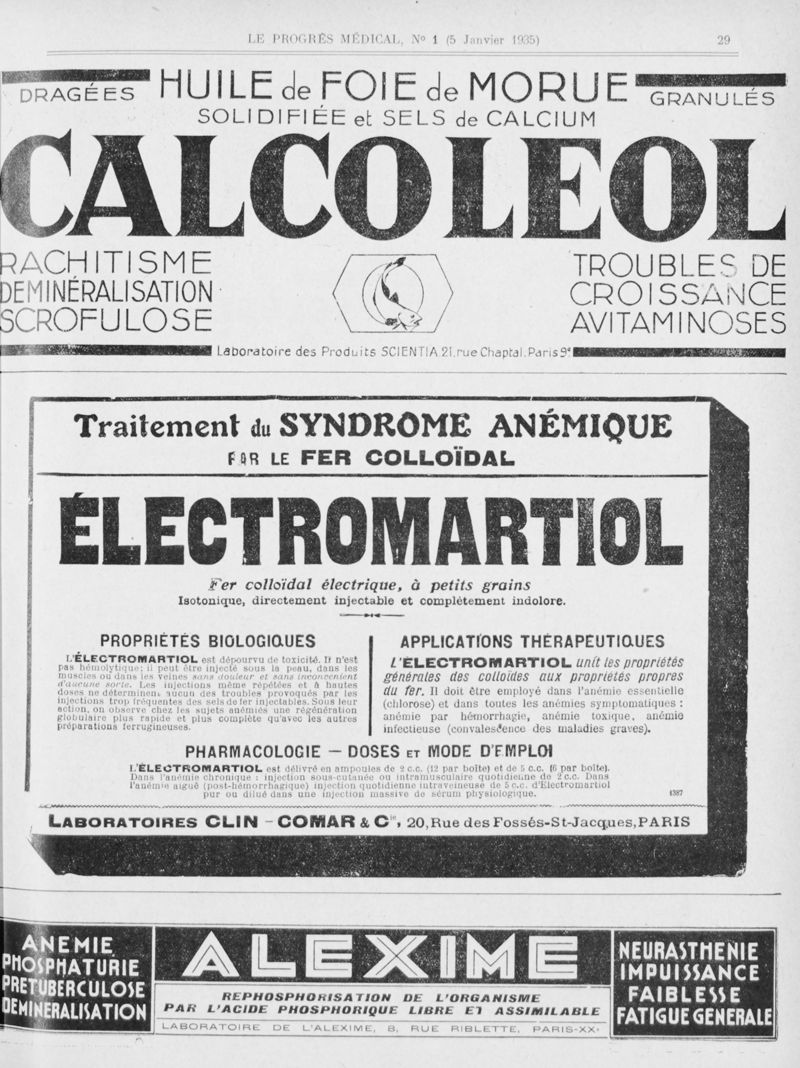 LE PROGRÈS MÉDICAL, Nº 1 (5 Janvier 1935) 29
DRAGÉES HUILE de FOIE de MORUE GRANULÉS
SOLIDIFIÉE et SELS de CALCIUM
CALCOLEOL
RACHITISME
DEMINÉRALISATION
SCROFULOSE
TROUBLES DE
CROISSANCE
AVITAMINOSES
Laboratoire des Produits SCIENTIA 21, rue Chaptal. Paris 9e
Traitement du SYNDROME ANÉMIQUE
PAR LE FER COLLOÏDAL
ÉLECTROMARTIOL
Fer colloïdal électrique, à petits grains
Isotonique, directement injectable et complètement indolore.
PROPRIÉTÉS BIOLOGIQUES
L'ÉLECTROMARTIOL est dépourvu de toxicité. Il n'est
pas hémolytique; il peut être injecté sous la peau, dans les
muscles ou dans les veines sans douleur et sans inconvénient
d'aucune sorte. Les injections même répétées et à hautes
doses ne déterminent aucun des troubles provoqués par les
injections trop fréquentes des sels de fer injectables. Sous leur
action, on observe chez les sujets anémiés une régénération
globulaire plus rapide et plus complète qu'avec les autres
préparations ferrugineuses.
APPLICATIONS THÉRAPEUTIQUES
L'ÉLECTROMARTIOL unit les propriétés
générales des colloïdes aux propriétés propres
du fer. Il doit être employé dans l'anémie essentielle
(chlorose) et dans toutes les anémies symptomatiques :
anémie par hémorrhagie, anémie toxique, anémie
infectieuse (convalescence des maladies graves).
PHARMACOLOGIE — DOSES ET MODE D'EMPLOI
L'ÉLECTROMARTIOL est délivré en ampoules de 2 c.c. (12 par boîte) et de 5 c.c. (6 par boîte).
Dans l'anémie chronique : injection sous-cutanée ou intramusculaire quotidienne de 2 c.c. Dans
l'anémie aiguë (post-hémorrhagique) injection quotidienne intraveineuse de 5 c.c. d'Electromartiol
pur ou dilué dans une injection massive de sérum physiologique. 1387
LABORATOIRES CLIN - COMAR & Cie, 20, Rue des Fossés-St-Jacques, PARIS
ANEMIE
PHOSPHATURIE
PRETUBERCULOSE
DEMINERALISATION
ALEXIME
REPHOSPHORISATION DE L'ORGANISME
PAR L'ACIDE PHOSPHORIQUE LIBRE ET ASSIMILABLE
LABORATOIRE DE L'ALEXIME, 8, RUE RIBLETTE, PARIS-XXe
NEURASTHENIE
IMPUISSANCE
FAIBLESSE
FATIGUE GENERALE